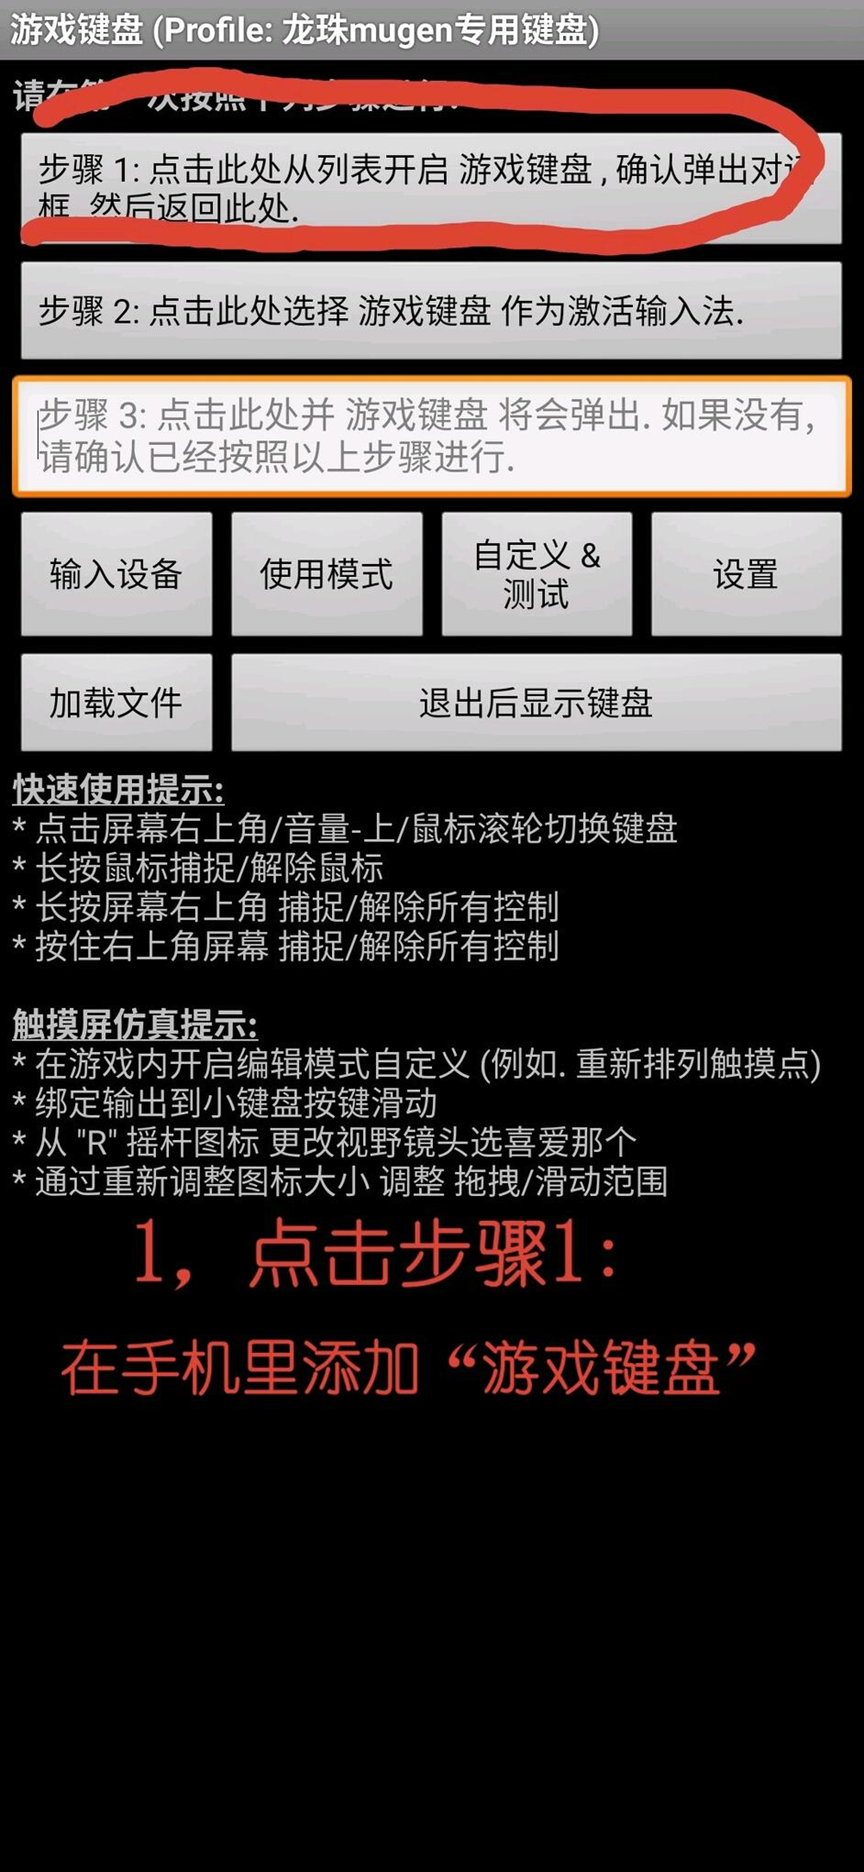 游戏键盘 (Profile: 龙珠mugen专用键盘)
请在第一次按照下列步骤进行:
步骤 1: 点击此处从列表开启 游戏键盘 , 确认弹出对话
框, 然后返回此处.
步骤 2: 点击此处选择 游戏键盘 作为激活输入法.
步骤 3: 点击此处并 游戏键盘 将会弹出. 如果没有,
请确认已经按照以上步骤进行.
输入设备
使用模式
自定义 &
测试
设置
加载文件
退出后显示键盘
快速使用提示:
* 点击屏幕右上角/音量-上/鼠标滚轮切换键盘
* 长按鼠标捕捉/解除鼠标
* 长按屏幕右上角 捕捉/解除所有控制
* 按住右上角屏幕 捕捉/解除所有控制
触摸屏仿真提示:
* 在游戏内开启编辑模式自定义 (例如. 重新排列触摸点)
* 绑定输出到小键盘按键滑动
* 从 "R" 摇杆图标 更改视野镜头选喜爱那个
* 通过重新调整图标大小 调整 拖拽/滑动范围
1，点击步骤1：
在手机里添加“游戏键盘”